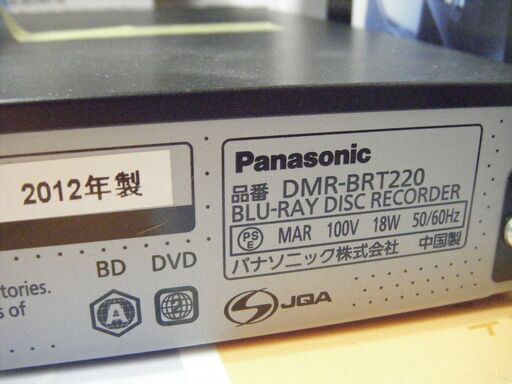 Panasonic
品番 DMR-BRT220
BLU-RAY DISC RECORDER
PS E MAR 100V 18W 50/60Hz
パナソニック株式会社 中国製
JQA
2012年製
BD DVD
A 2
tories.
s of